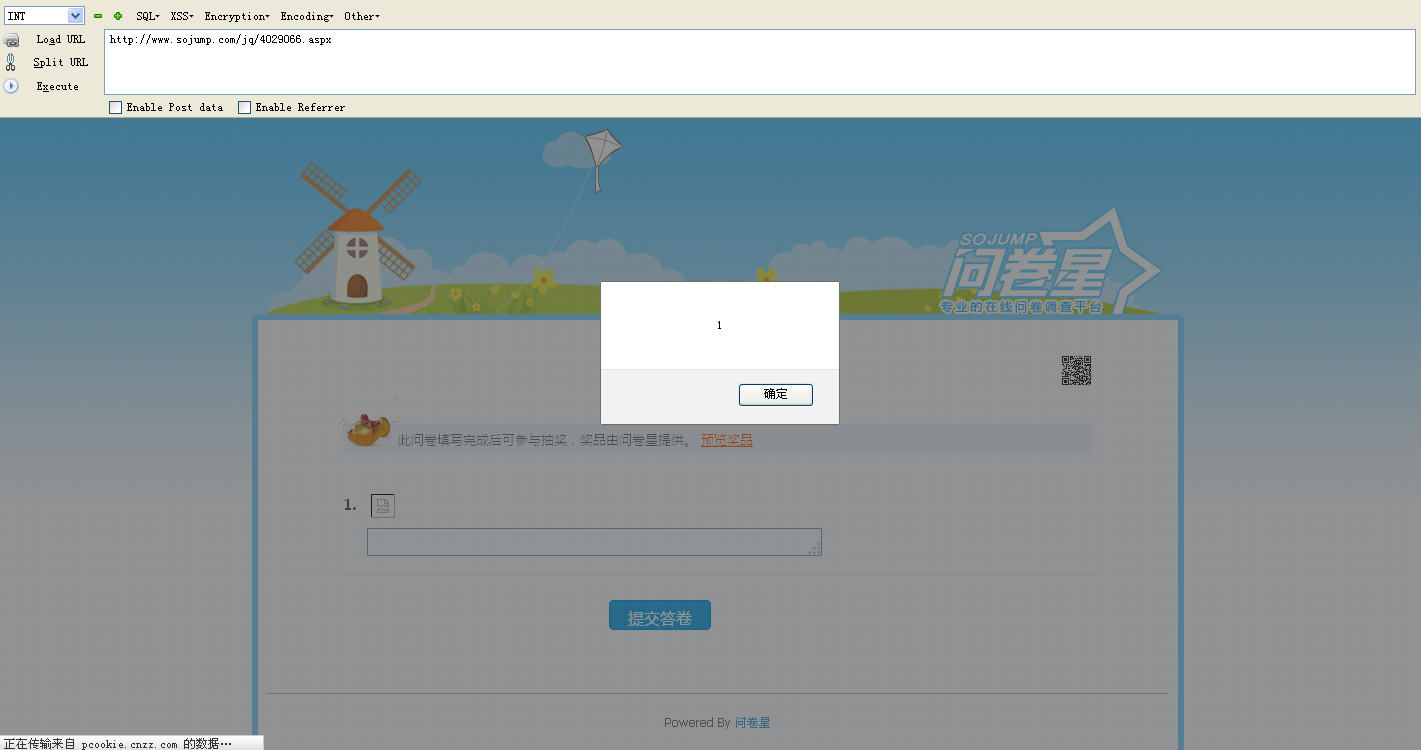 INT SQL▾ XSS▾ Encryption▾ Encoding▾ Other▾
Load URL
http://www.sojump.com/jq/4029066.aspx
Split URL
Execute
Enable Post data Enable Referrer
SOJUMP
问卷星
专业的在线问卷调查平台
1
确定
此问卷填写完成后可参与抽奖，奖品由问卷星提供。 预览奖品
1.
提交答卷
Powered By 问卷星
正在传输来自 pcookie.cnzz.com 的数据…